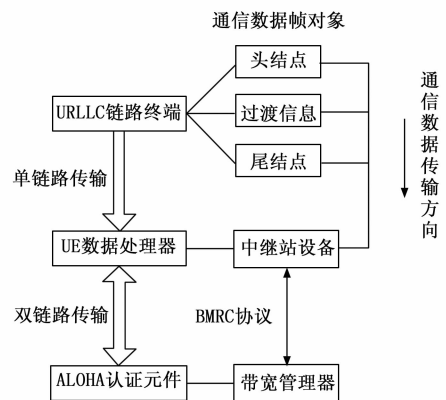 通信数据帧对象
头结点
URLLC链路终端
过渡信息
尾结点
通信数据传输方向
单链路传输
UE数据处理器
中继站设备
双链路传输
BMRC协议
ALOHA认证元件
带宽管理器